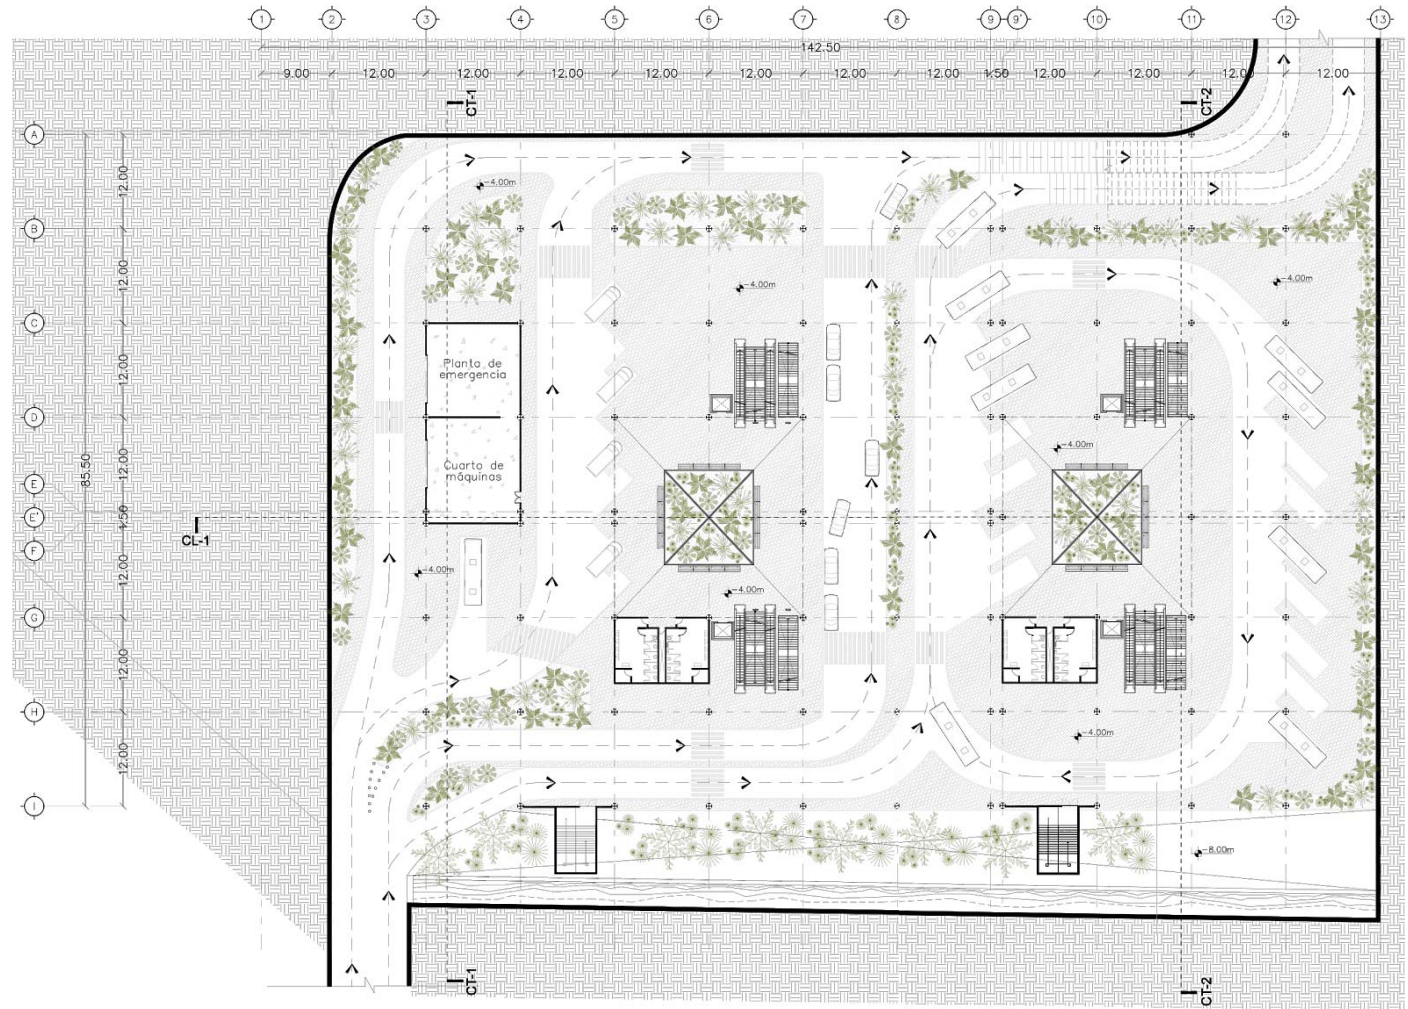 1 2 3 4 5 6 7 8 9 9' 10 11 12 13
142.50
9.00 12.00 12.00 12.00 12.00 12.00 12.00 12.00 1.50 12.00 12.00 12.00 12.00
CT-1
CT-2
A
12.00
-4.00m
B
12.00
-4.00m
-4.00m
C
12.00
Planta de
emergencia
D
12.00
-4.00m
85.50
Cuarto de
máquinas
E
E'
1.50
CL-1
F
12.00
-4.00m
-4.00m
G
12.00
H
-4.00m
12.00
I
-8.00m
CT-1
CT-2